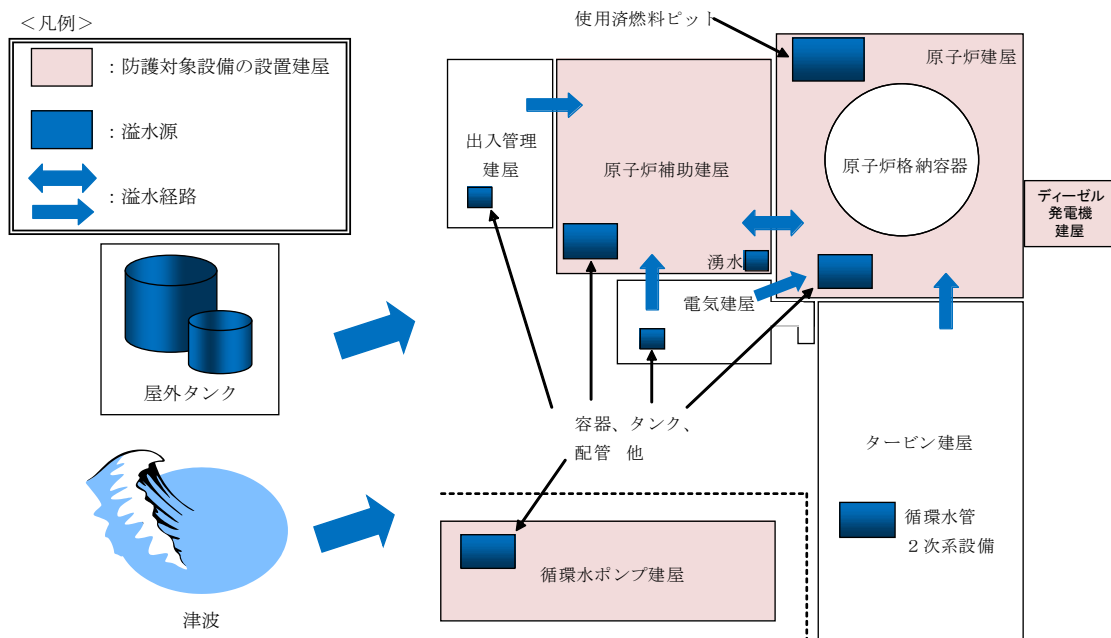 <凡例>
:防護対象設備の設置建屋
:溢水源
:溢水経路
使用済燃料ピット
原子炉建屋
出入管理
建屋
原子炉補助建屋
原子炉格納容器
ディーゼル
発電機
建屋
湧水
電気建屋
屋外タンク
容器、タンク、
配管 他
タービン建屋
循環水管
2次系設備
循環水ポンプ建屋
津波